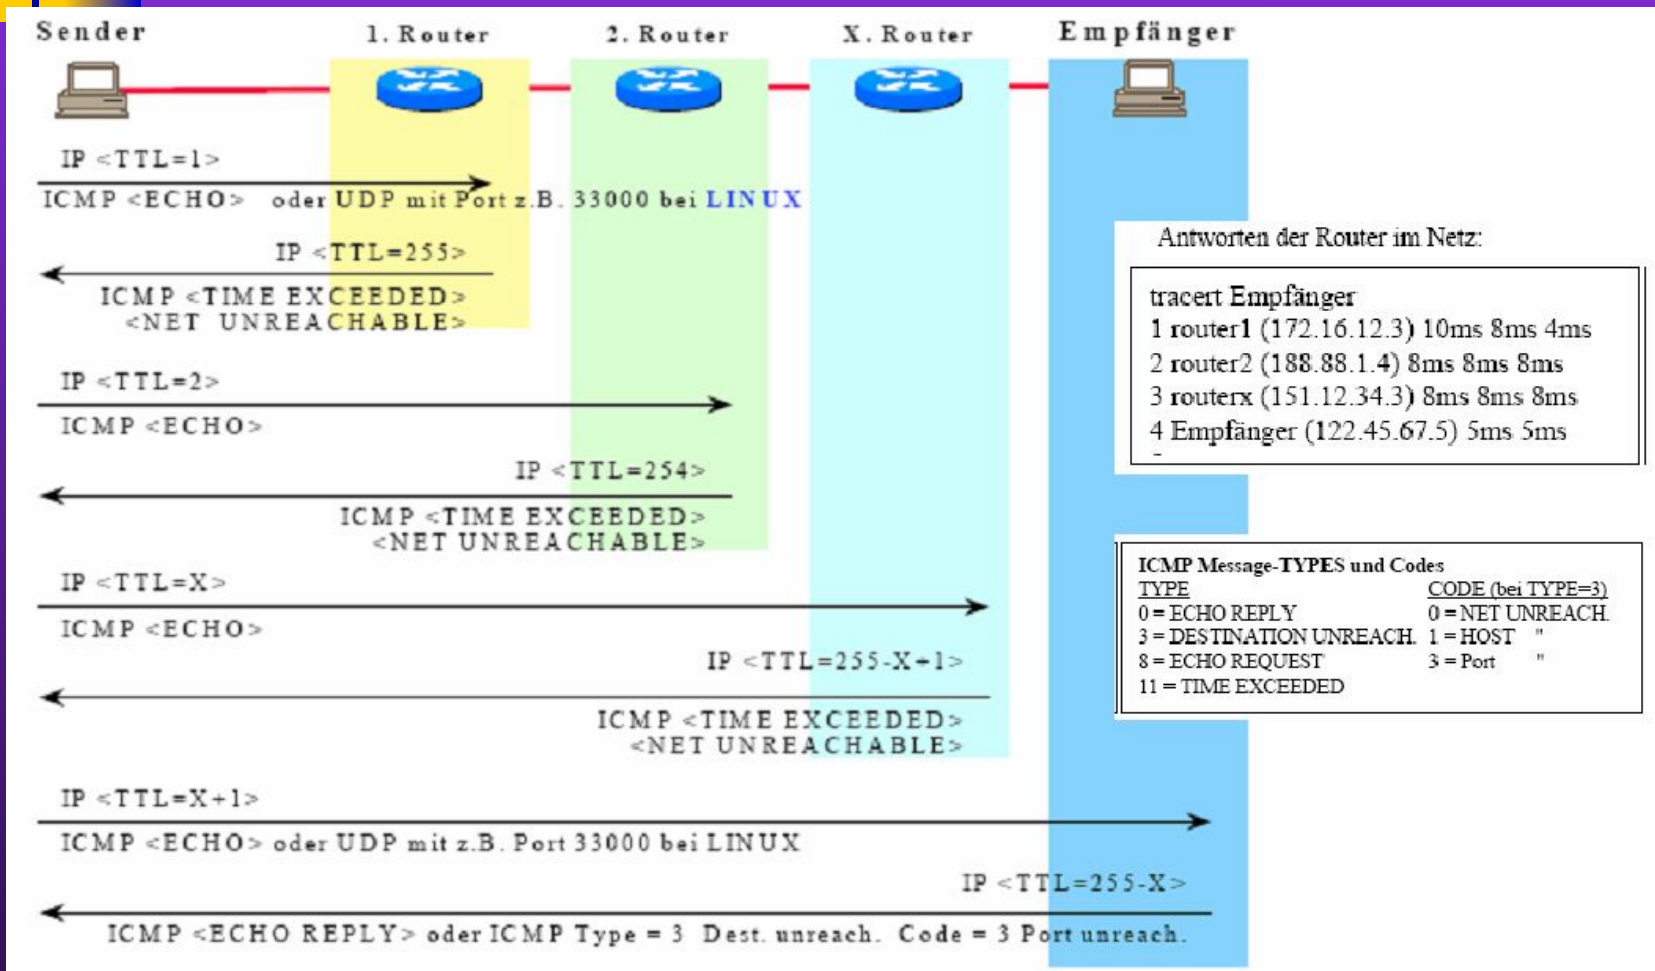 Sender
1. Router
2. Router
X. Router
Empfänger
IP <TTL=1>
ICMP <ECHO> oder UDP mit Port z.B. 33000 bei LINUX
IP <TTL=255>
ICMP <TIME EXCEEDED>
<NET UNREACHABLE>
IP <TTL=2>
ICMP <ECHO>
IP <TTL=254>
ICMP <TIME EXCEEDED>
<NET UNREACHABLE>
IP <TTL=X>
ICMP <ECHO>
IP <TTL=255-X+1>
ICMP <TIME EXCEEDED>
<NET UNREACHABLE>
IP <TTL=X+1>
ICMP <ECHO> oder UDP mit z.B. Port 33000 bei LINUX
IP <TTL=255-X>
ICMP <ECHO REPLY> oder ICMP Type = 3 Dest. unreach. Code = 3 Port unreach.
Antworten der Router im Netz:
tracert Empfänger
1 router1 (172.16.12.3) 10ms 8ms 4ms
2 router2 (188.88.1.4) 8ms 8ms 8ms
3 routerx (151.12.34.3) 8ms 8ms 8ms
4 Empfänger (122.45.67.5) 5ms 5ms
ICMP Message-TYPES und Codes
TYPE CODE (bei TYPE=3)
0 = ECHO REPLY 0 = NET UNREACH.
3 = DESTINATION UNREACH. 1 = HOST "
8 = ECHO REQUEST 3 = Port "
11 = TIME EXCEEDED